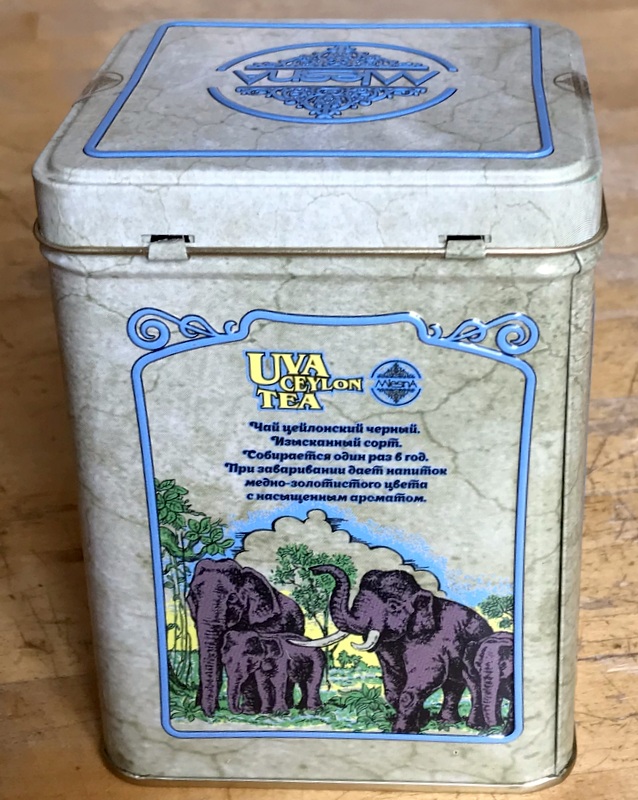 MlesnA
UVA
CEYLON
TEA
MlesnA
Чай цейлонский черный.
Изысканный сорт.
Собирается один раз в год.
При заваривании дает напиток
медно-золотистого цвета
с насыщенным ароматом.